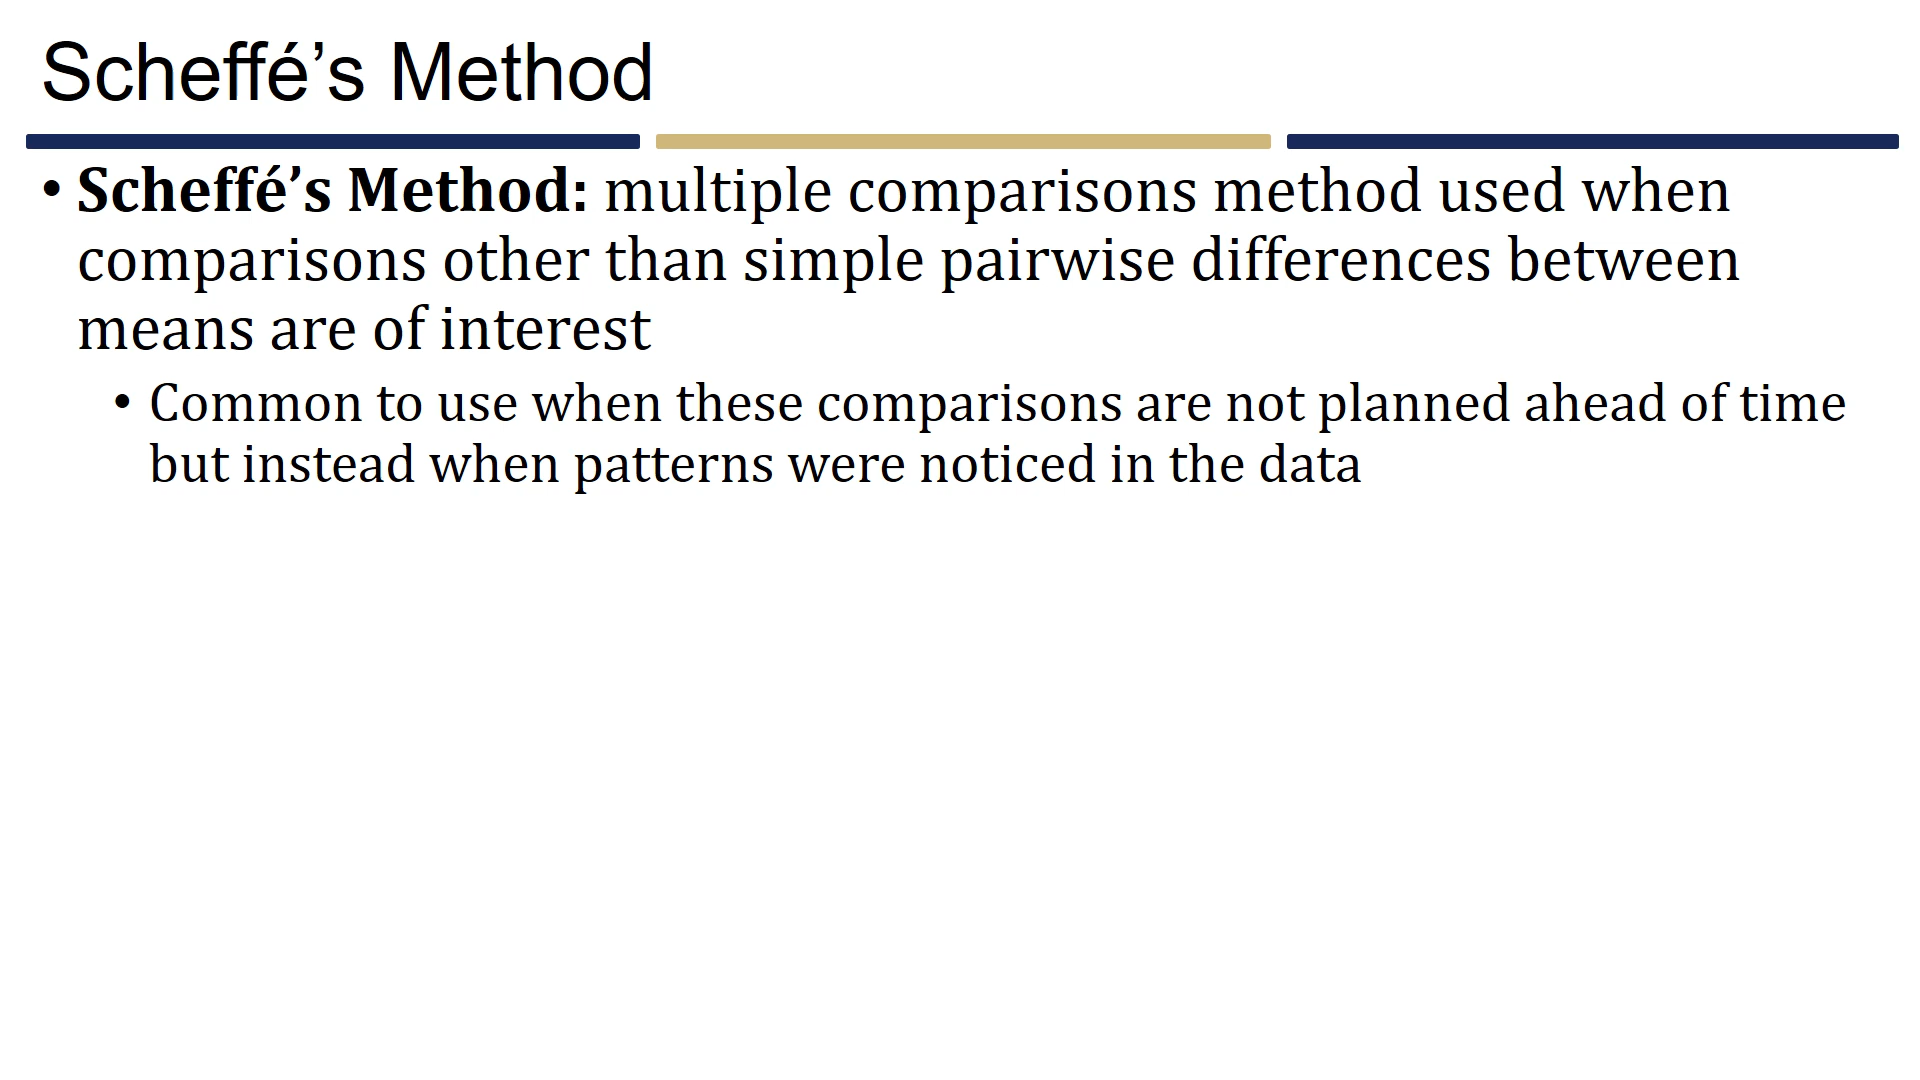 Scheffé’s Method
• Scheffé’s Method: multiple comparisons method used when
comparisons other than simple pairwise differences between
means are of interest
• Common to use when these comparisons are not planned ahead of time
but instead when patterns were noticed in the data